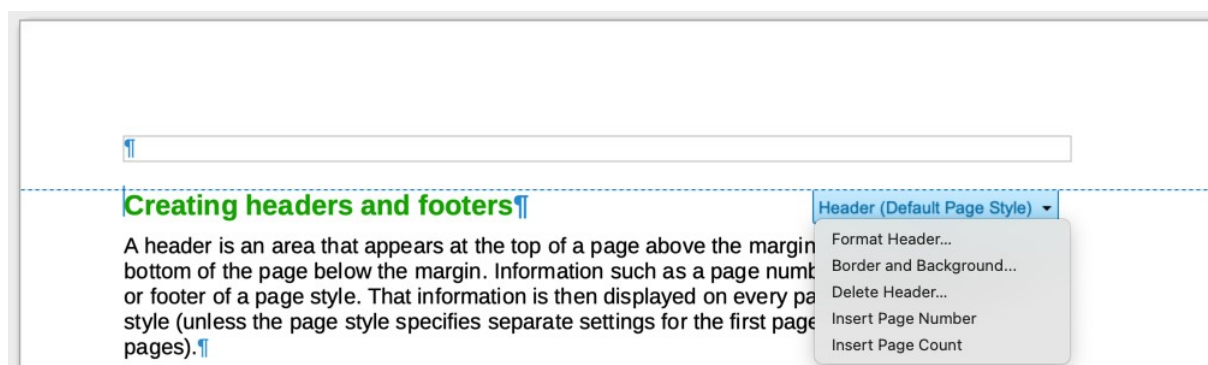 ¶
Creating headers and footers¶
Header (Default Page Style)
A header is an area that appears at the top of a page above the margin
bottom of the page below the margin. Information such as a page numb
or footer of a page style. That information is then displayed on every pa
style (unless the page style specifies separate settings for the first page
pages).¶
Format Header...
Border and Background...
Delete Header...
Insert Page Number
Insert Page Count